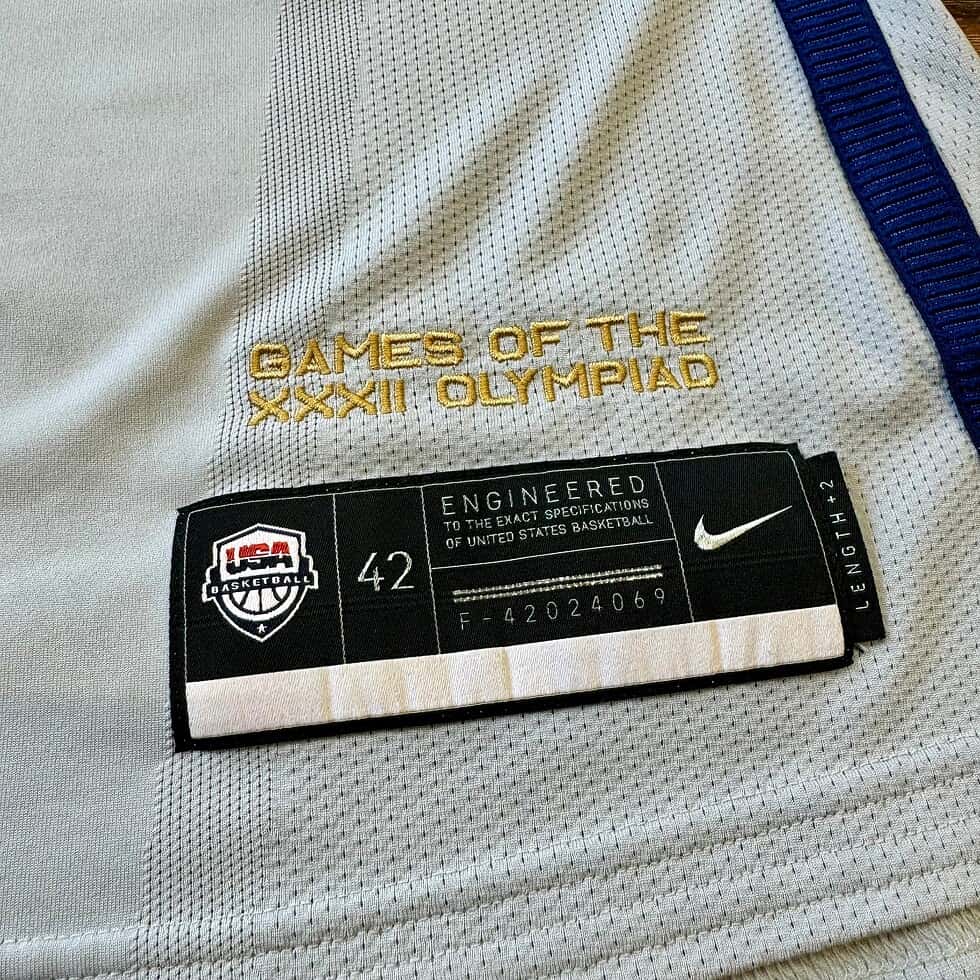 GAMES OF THE
XXXII OLYMPIAD
USA
BASKETBALL
42
ENGINEERED
TO THE EXACT SPECIFICATIONS
OF UNITED STATES BASKETBALL
F-42024069
LENGTH +2